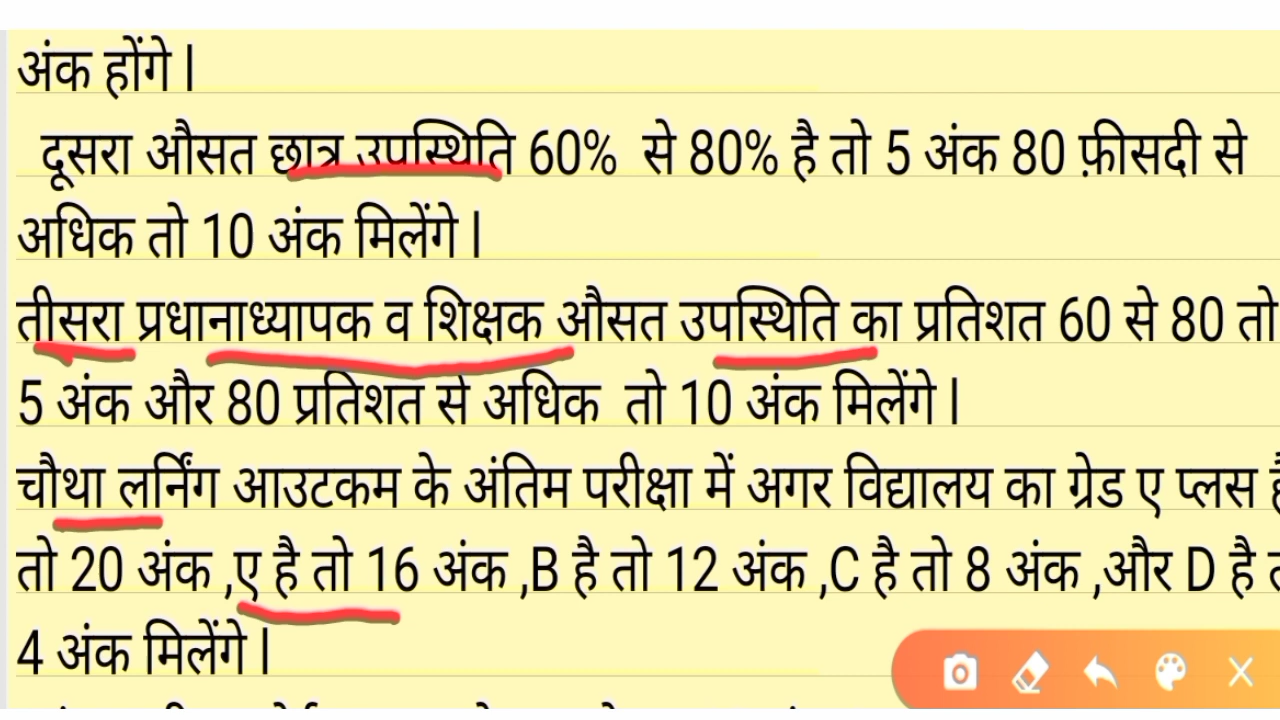 अंक होंगे |
दूसरा औसत छात्र उपस्थिति 60% से 80% है तो 5 अंक 80 फ़ीसदी से
अधिक तो 10 अंक मिलेंगे |
तीसरा प्रधानाध्यापक व शिक्षक औसत उपस्थिति का प्रतिशत 60 से 80 तो
5 अंक और 80 प्रतिशत से अधिक तो 10 अंक मिलेंगे |
चौथा लर्निंग आउटकम के अंतिम परीक्षा में अगर विद्यालय का ग्रेड ए प्लस
तो 20 अंक ,ए है तो 16 अंक ,B है तो 12 अंक ,C है तो 8 अंक ,और D है
4 अंक मिलेंगे |